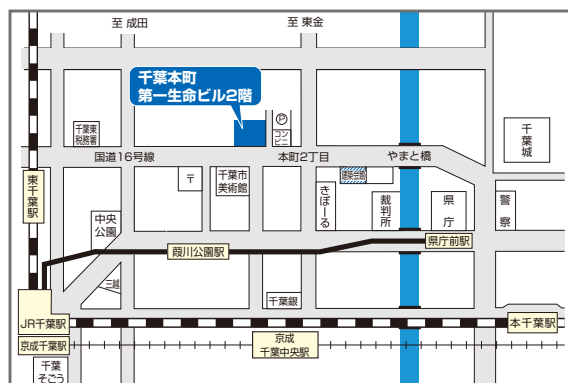 至 成田
至 東金
千葉本町
第一生命ビル2階
千葉東
税務署
P
コン
ビニ
千
葉
城
国道16号線
本町2丁目
やまと橋
東
千
葉
駅
〒
千葉市
美術館
きぼーる
建築会館
裁
判
所
県
庁
警
察
中央
公園
葭川公園駅
県庁前駅
三越
千葉銀
JR千葉駅
本千葉駅
京成千葉駅
京成
千葉中央駅
千葉
そごう